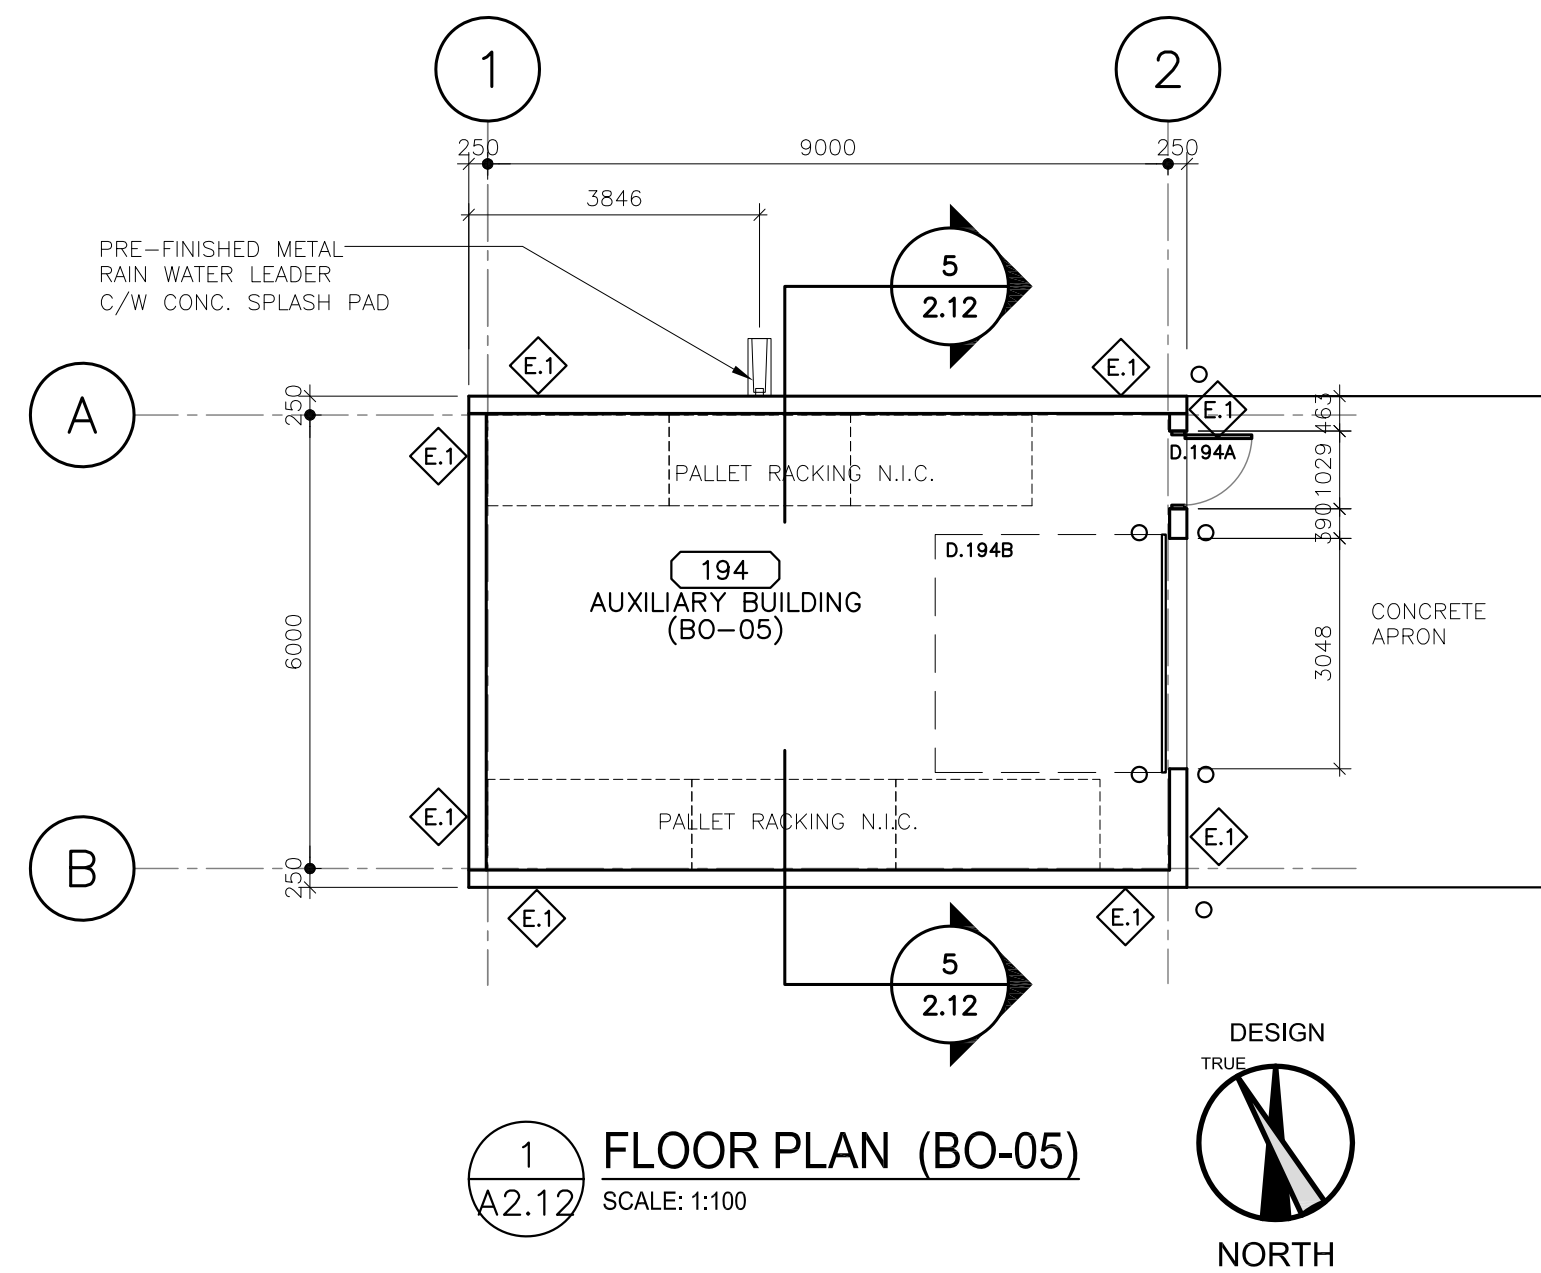 1
2
250
9000
250
3846
PRE-FINISHED METAL
RAIN WATER LEADER
C/W CONC. SPLASH PAD
5
2.12
E.1
E.1
A
250
E.1
463
E.1
D.194A
PALLET RACKING N.I.C.
1029
390
D.194B
194
AUXILIARY BUILDING
(BO-05)
CONCRETE
APRON
6000
3048
E.1
PALLET RACKING N.I.C.
E.1
B
250
E.1
E.1
5
2.12
DESIGN
TRUE
NORTH
1
A2.12
FLOOR PLAN (BO-05)
SCALE: 1:100